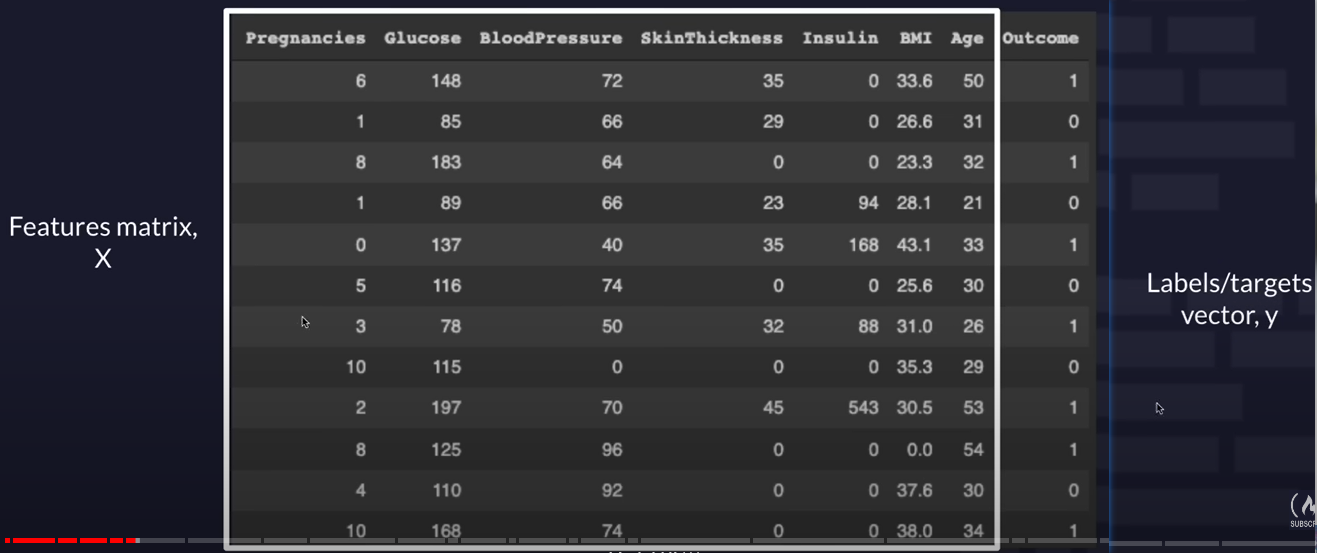 Pregnancies Glucose BloodPressure SkinThickness Insulin BMI Age Outcome
6 148 72 35 0 33.6 50 1
1 85 66 29 0 26.6 31 0
8 183 64 0 0 23.3 32 1
1 89 66 23 94 28.1 21 0
0 137 40 35 168 43.1 33 1
5 116 74 0 0 25.6 30 0
3 78 50 32 88 31.0 26 1
10 115 0 0 0 35.3 29 0
2 197 70 45 543 30.5 53 1
8 125 96 0 0 0.0 54 1
4 110 92 0 0 37.6 30 0
10 168 74 0 0 38.0 34 1
Features matrix,
X
Labels/targets
vector, y